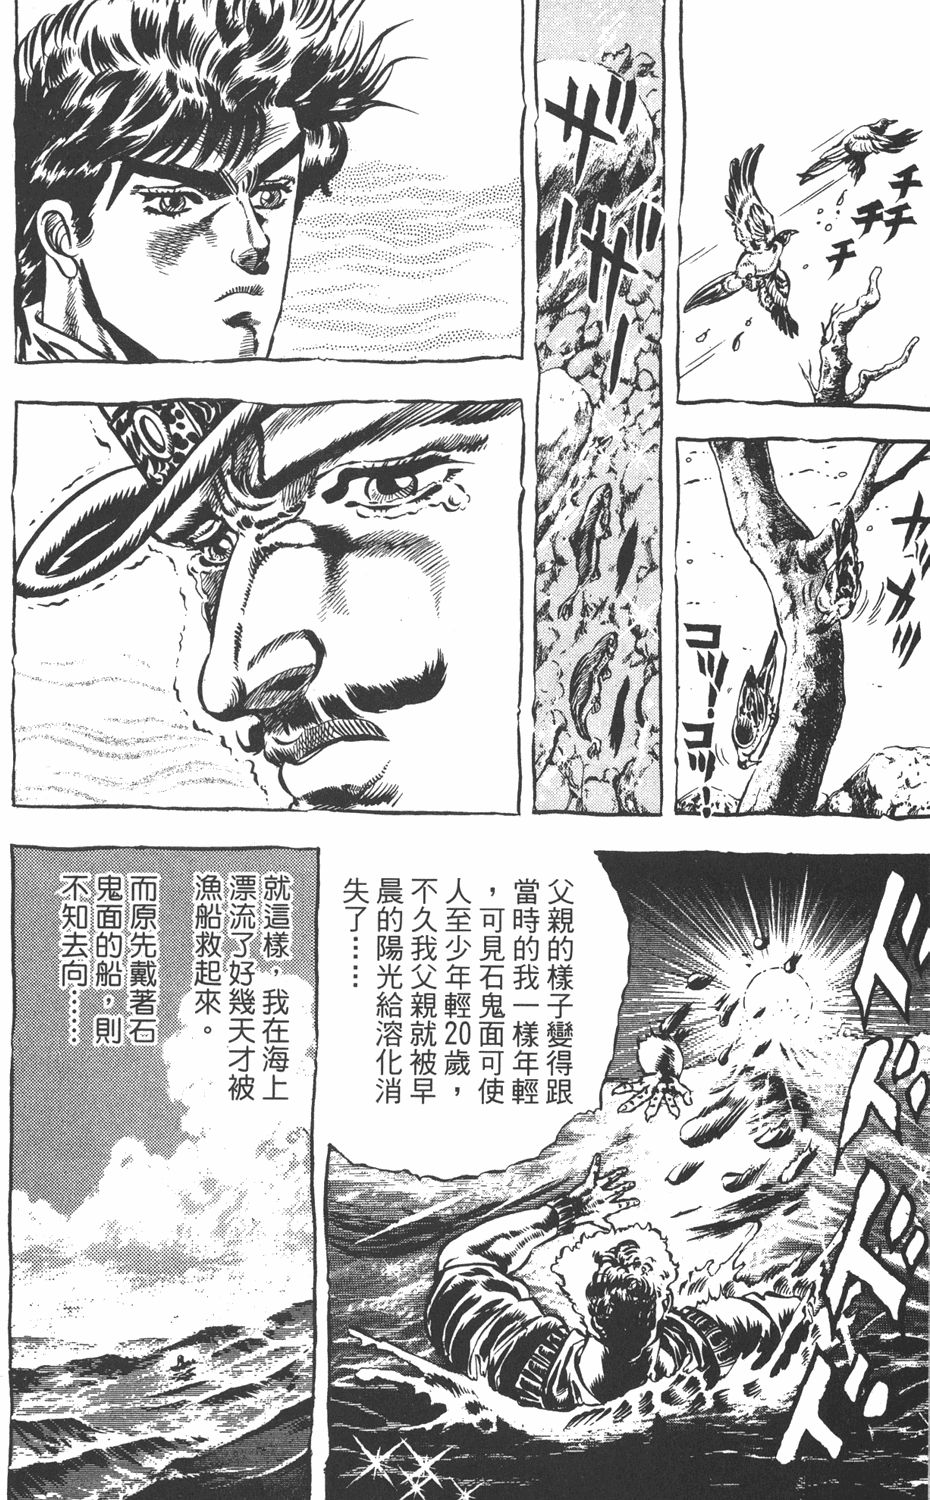 チ
チチ
チ
メメ〃
コツ!
コツ!
ザザザザー
父親的樣子變得跟
當時的我一樣年輕
，可見石鬼面可使
人至少年輕20歲，
不久我父親就被早
晨的陽光給溶化消
失了……
ドドドド
就這樣，我在海上
漂流了好幾天才被
漁船救起來。
而原先戴著石
鬼面的船，則
不知去向……